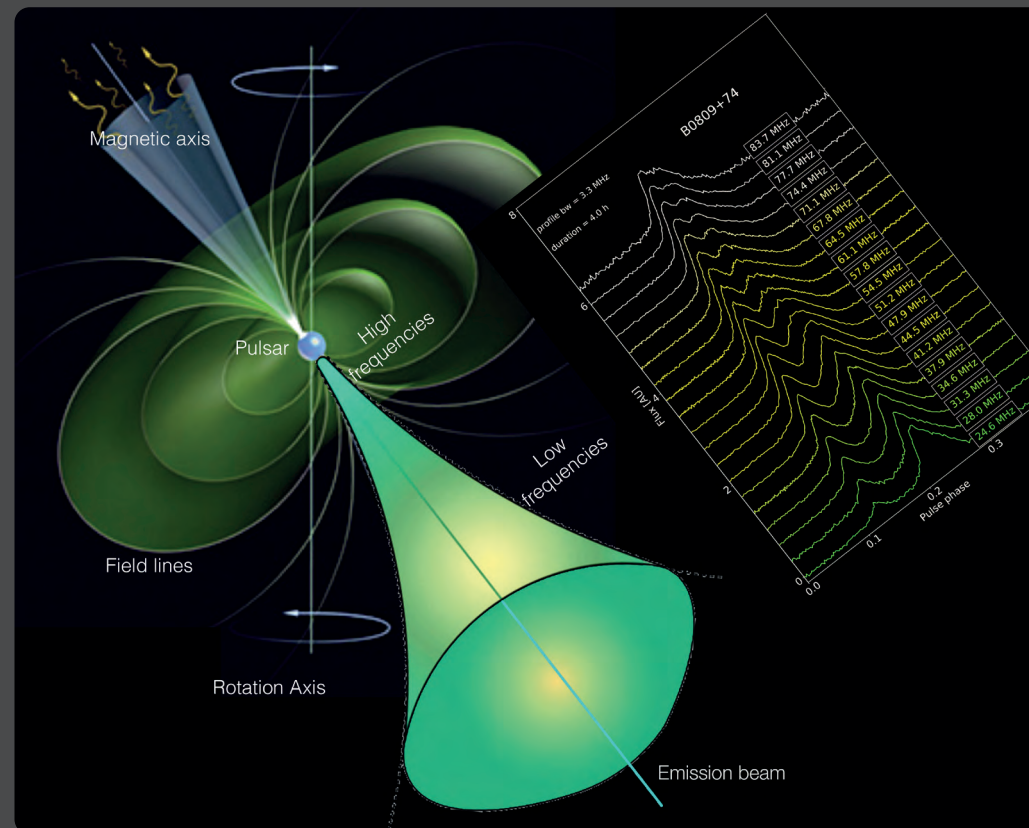 Magnetic axis
Pulsar
High
frequencies
Low
frequencies
Field lines
Rotation Axis
Emission beam
B0809+74
profile bw = 3.3 MHz
duration = 4.0 h
83.7 MHz
81.1 MHz
77.7 MHz
74.4 MHz
71.1 MHz
67.8 MHz
64.5 MHz
61.1 MHz
57.8 MHz
54.5 MHz
51.2 MHz
47.9 MHz
44.5 MHz
41.2 MHz
37.9 MHz
34.6 MHz
31.3 MHz
28.0 MHz
24.6 MHz
8
6
4
2
0
Flux [AU]
0.0
0.1
0.2
0.3
Pulse phase